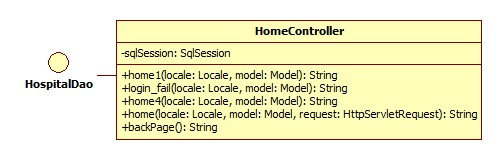 HomeController
-sqlSession: SqlSession
HospitalDao
+home1(locale: Locale, model: Model): String
+login_fail(locale: Locale, model: Model): String
+home4(locale: Locale, model: Model): String
+home(locale: Locale, model: Model, request: HttpServletRequest): String
+backPage(): String